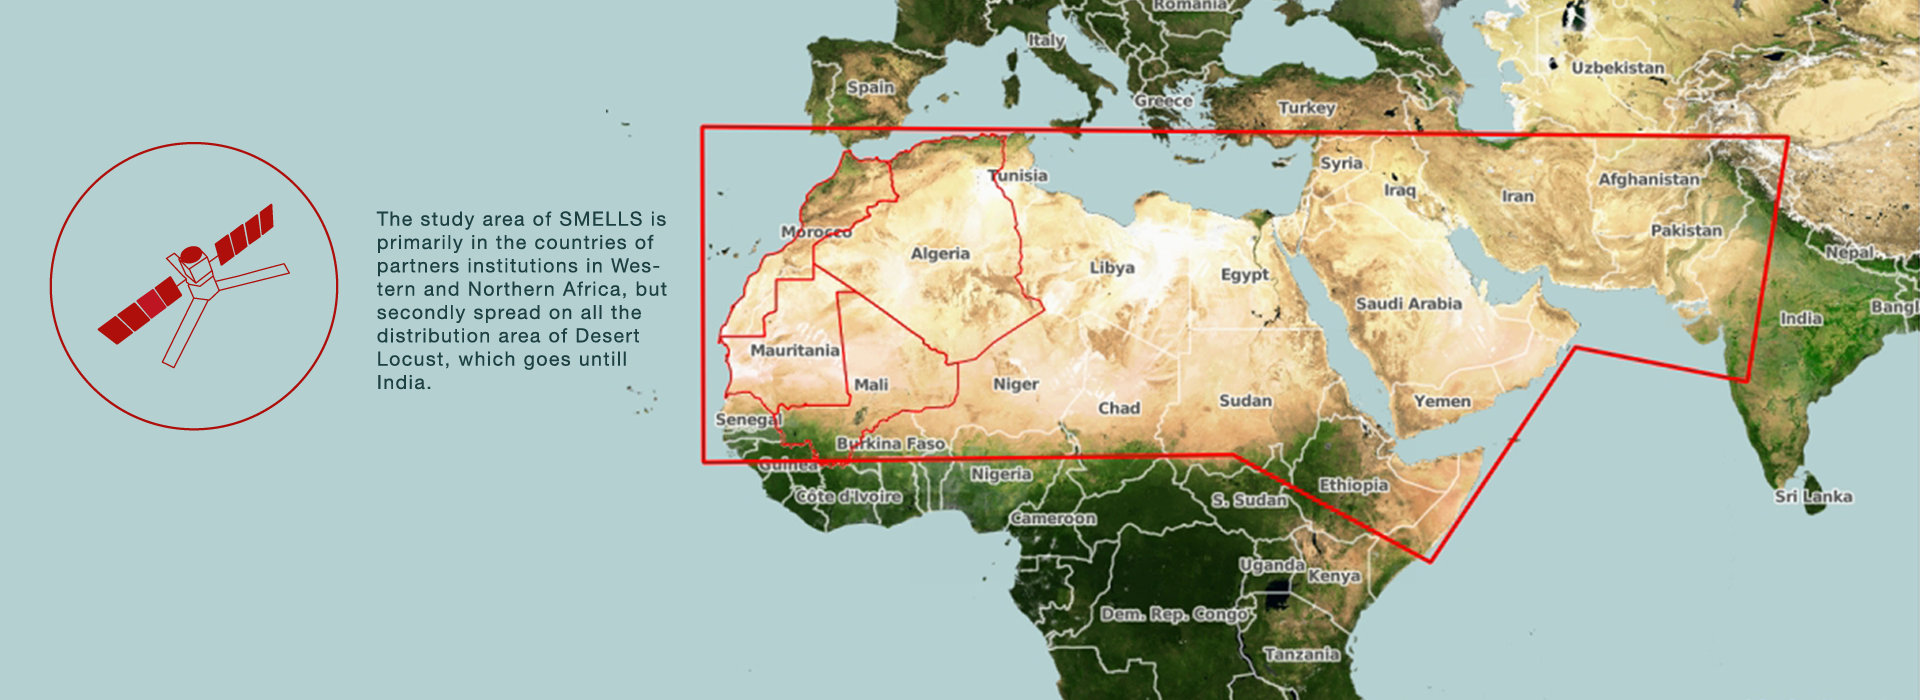 The study area of SMELLS is
primarily in the countries of
partners institutions in Wes-
tern and Northern Africa, but
secondly spread on all the
distribution area of Desert
Locust, which goes untill
India.
Romania
Italy
Spain
Greece
Turkey
Uzbekistan
Tunisia
Syria
Iraq
Iran
Afghanistan
Morocco
Algeria
Libya
Egypt
Pakistan
Nepal
Saudi Arabia
Bangl
India
Mauritania
Mali
Niger
Chad
Sudan
Yemen
Senegal
Burkina Faso
Guinea
Nigeria
Côte d'Ivoire
S. Sudan
Ethiopia
Sri Lanka
Cameroon
Uganda
Kenya
Dem. Rep. Congo
Tanzania